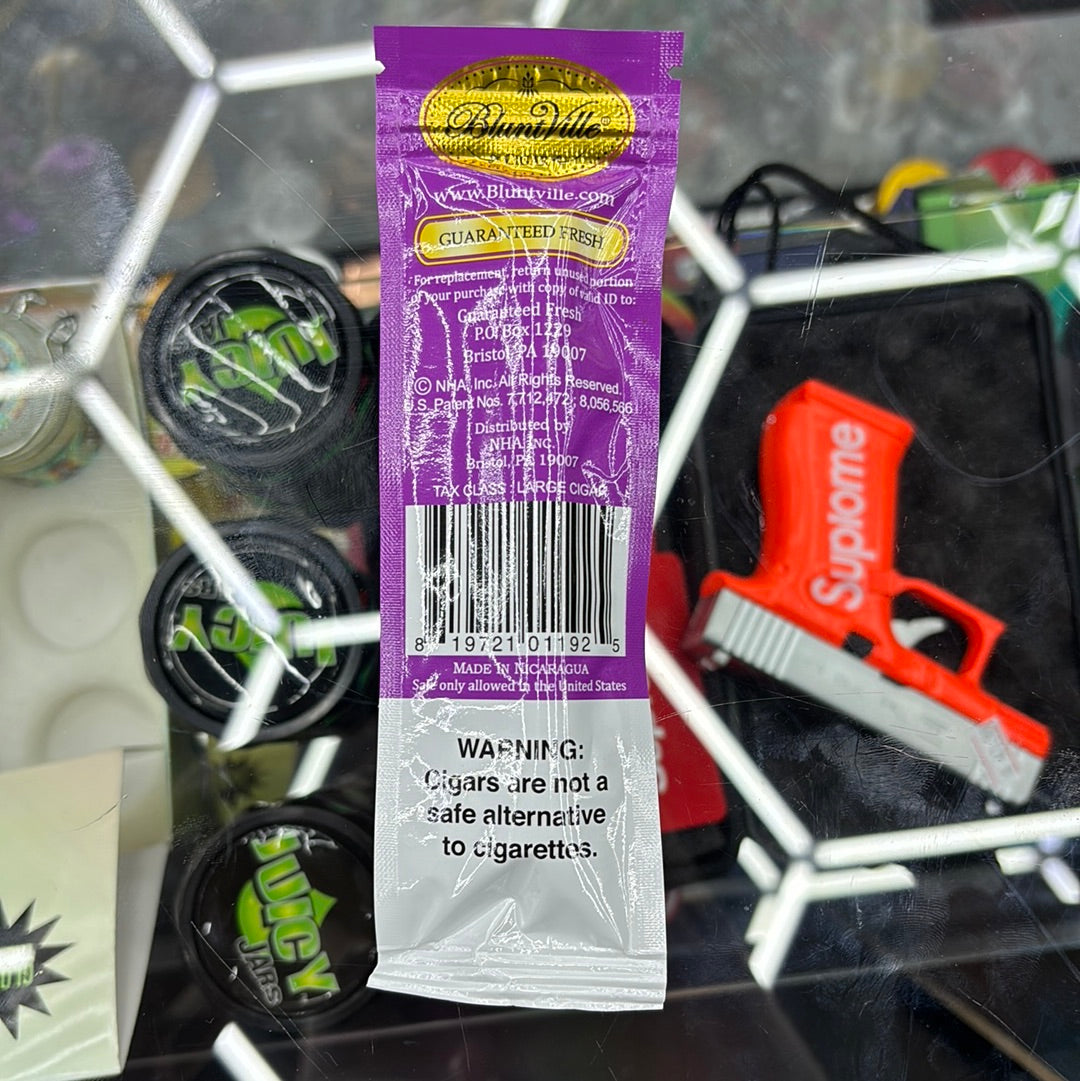 BluntVille
www.Bluntville.com
GUARANTEED FRESH
For replacement, return unused portion
of your purchase with copy of valid ID to:
Guaranteed Fresh
P.O. Box 1229
Bristol, PA 19007
© NHA, Inc. All Rights Reserved.
U.S. Patent Nos. 7,712,472; 8,056,566
Distributed by
NHA, INC.
Bristol, PA 19007
TAX CLASS - LARGE CIGAR
8 19721 01192 5
MADE IN NICARAGUA
Sale only allowed in the United States
WARNING:
Cigars are not a
safe alternative
to cigarettes.
JUICY
JARS
JUICY
JUICY
JARS
Suplome